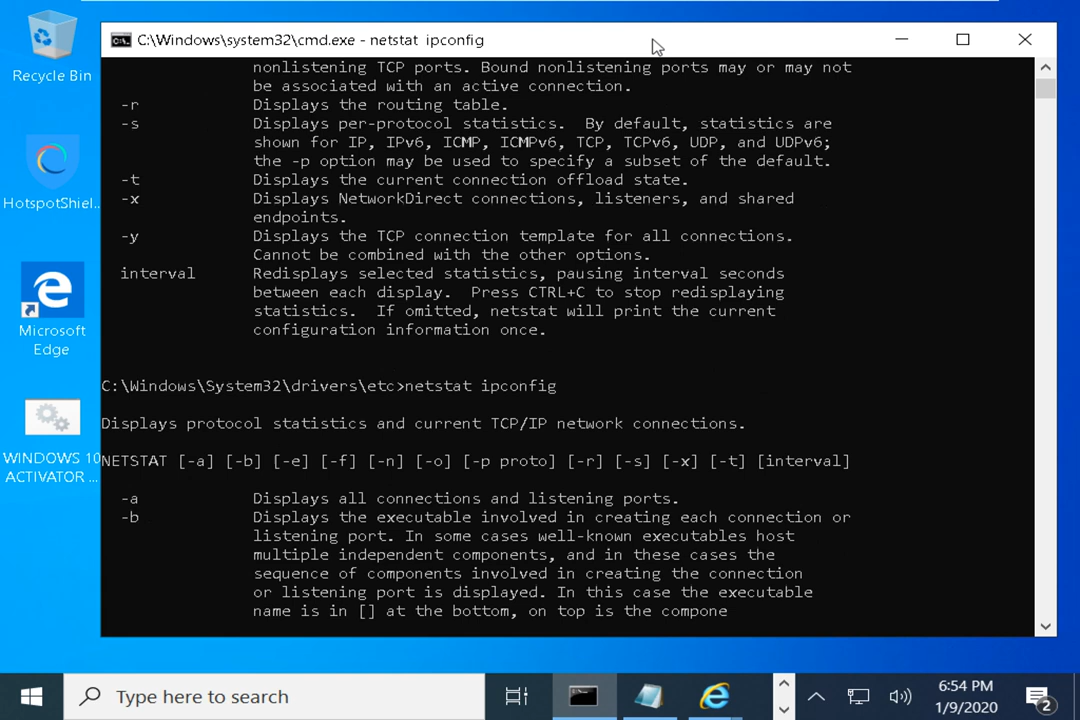 Recycle Bin
HotspotShiel...
Microsoft
Edge
WINDOWS 10
ACTIVATOR ...
C:\Windows\system32\cmd.exe - netstat ipconfig
nonlistening TCP ports. Bound nonlistening ports may or may not
be associated with an active connection.
-r Displays the routing table.
-s Displays per-protocol statistics. By default, statistics are
shown for IP, IPv6, ICMP, ICMPv6, TCP, TCPv6, UDP, and UDPv6;
the -p option may be used to specify a subset of the default.
-t Displays the current connection offload state.
-x Displays NetworkDirect connections, listeners, and shared
endpoints.
-y Displays the TCP connection template for all connections.
Cannot be combined with the other options.
interval Redisplays selected statistics, pausing interval seconds
between each display. Press CTRL+C to stop redisplaying
statistics. If omitted, netstat will print the current
configuration information once.
C:\Windows\System32\drivers\etc>netstat ipconfig
Displays protocol statistics and current TCP/IP network connections.
NETSTAT [-a] [-b] [-e] [-f] [-n] [-o] [-p proto] [-r] [-s] [-x] [-t] [interval]
-a Displays all connections and listening ports.
-b Displays the executable involved in creating each connection or
listening port. In some cases well-known executables host
multiple independent components, and in these cases the
sequence of components involved in creating the connection
or listening port is displayed. In this case the executable
name is in [] at the bottom, on top is the compone
Type here to search
6:54 PM
1/9/2020
2